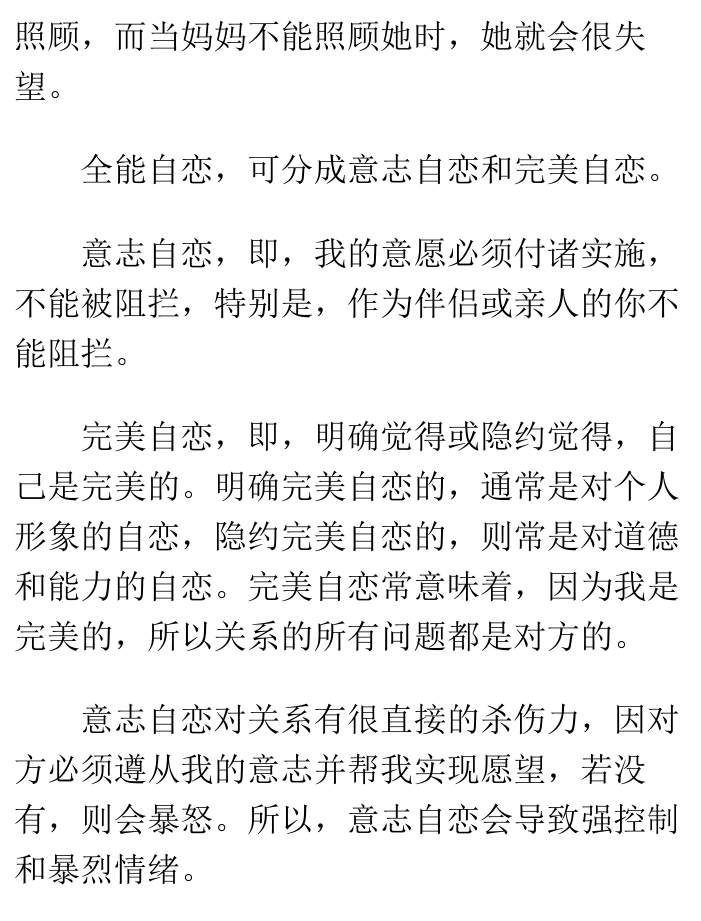 照顾，而当妈妈不能照顾她时，她就会很失
望。
全能自恋，可分成意志自恋和完美自恋。
意志自恋，即，我的意愿必须付诸实施，
不能被阻拦，特别是，作为伴侣或亲人的你不
能阻拦。
完美自恋，即，明确觉得或隐约觉得，自
己是完美的。明确完美自恋的，通常是对个人
形象的自恋，隐约完美自恋的，则常是对道德
和能力的自恋。完美自恋常意味着，因为我是
完美的，所以关系的所有问题都是对方的。
意志自恋对关系有很直接的杀伤力，因对
方必须遵从我的意志并帮我实现愿望，若没
有，则会暴怒。所以，意志自恋会导致强控制
和暴烈情绪。